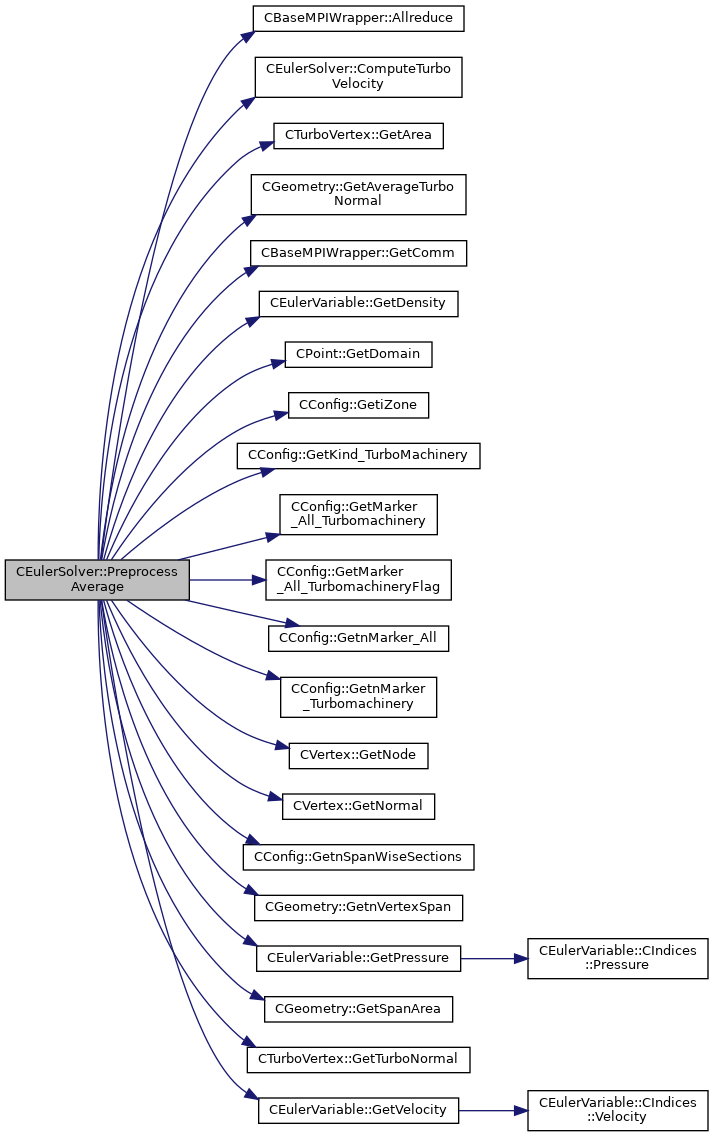 CBaseMPIWrapper::Allreduce
CEulerSolver::ComputeTurbo
Velocity
CTurboVertex::GetArea
CGeometry::GetAverageTurbo
Normal
CBaseMPIWrapper::GetComm
CEulerVariable::GetDensity
CPoint::GetDomain
CConfig::GetiZone
CConfig::GetKind_TurboMachinery
CConfig::GetMarker
_All_Turbomachinery
CEulerSolver::Preprocess
Average
CConfig::GetMarker
_All_TurbomachineryFlag
CConfig::GetnMarker_All
CConfig::GetnMarker
_Turbomachinery
CVertex::GetNode
CVertex::GetNormal
CConfig::GetnSpanWiseSections
CGeometry::GetnVertexSpan
CEulerVariable::GetPressure
CEulerVariable::CIndices
::Pressure
CGeometry::GetSpanArea
CTurboVertex::GetTurboNormal
CEulerVariable::GetVelocity
CEulerVariable::CIndices
::Velocity